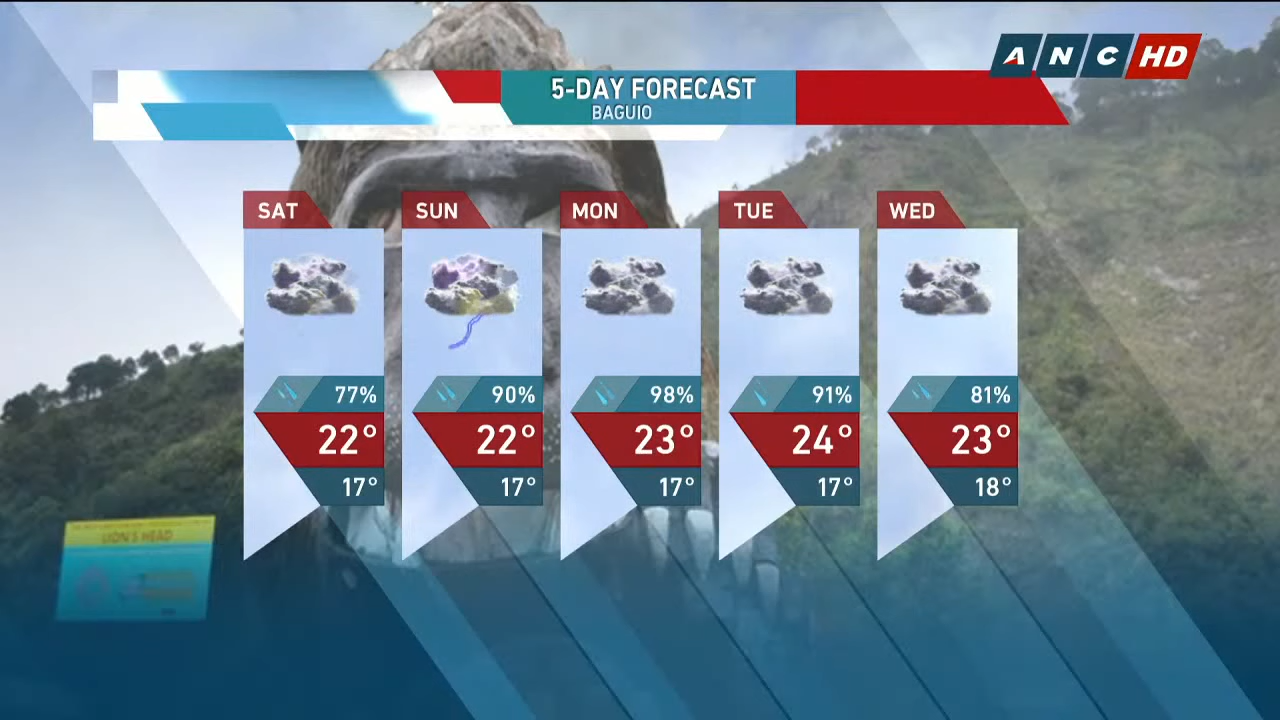 ANC HD
5-DAY FORECAST
BAGUIO
SAT
SUN
MON
TUE
WED
77%
90%
98%
91%
81%
22°
22°
23°
24°
23°
17°
17°
17°
17°
18°
LION'S HEAD